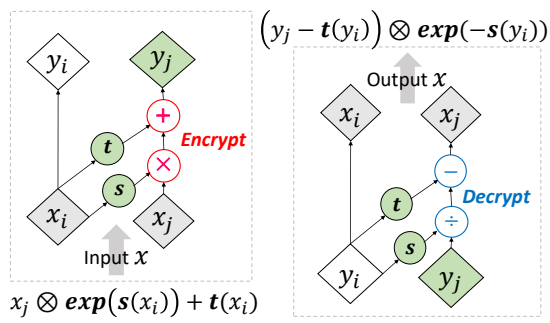 (y_j − t(y_i)) ⊗ exp(−s(y_i))
y_i
y_j
+
Encrypt
t
×
s
x_i
x_j
Input x
x_j ⊗ exp(s(x_i)) + t(x_i)
Output x
x_i
x_j
−
t
Decrypt
÷
s
y_i
y_j